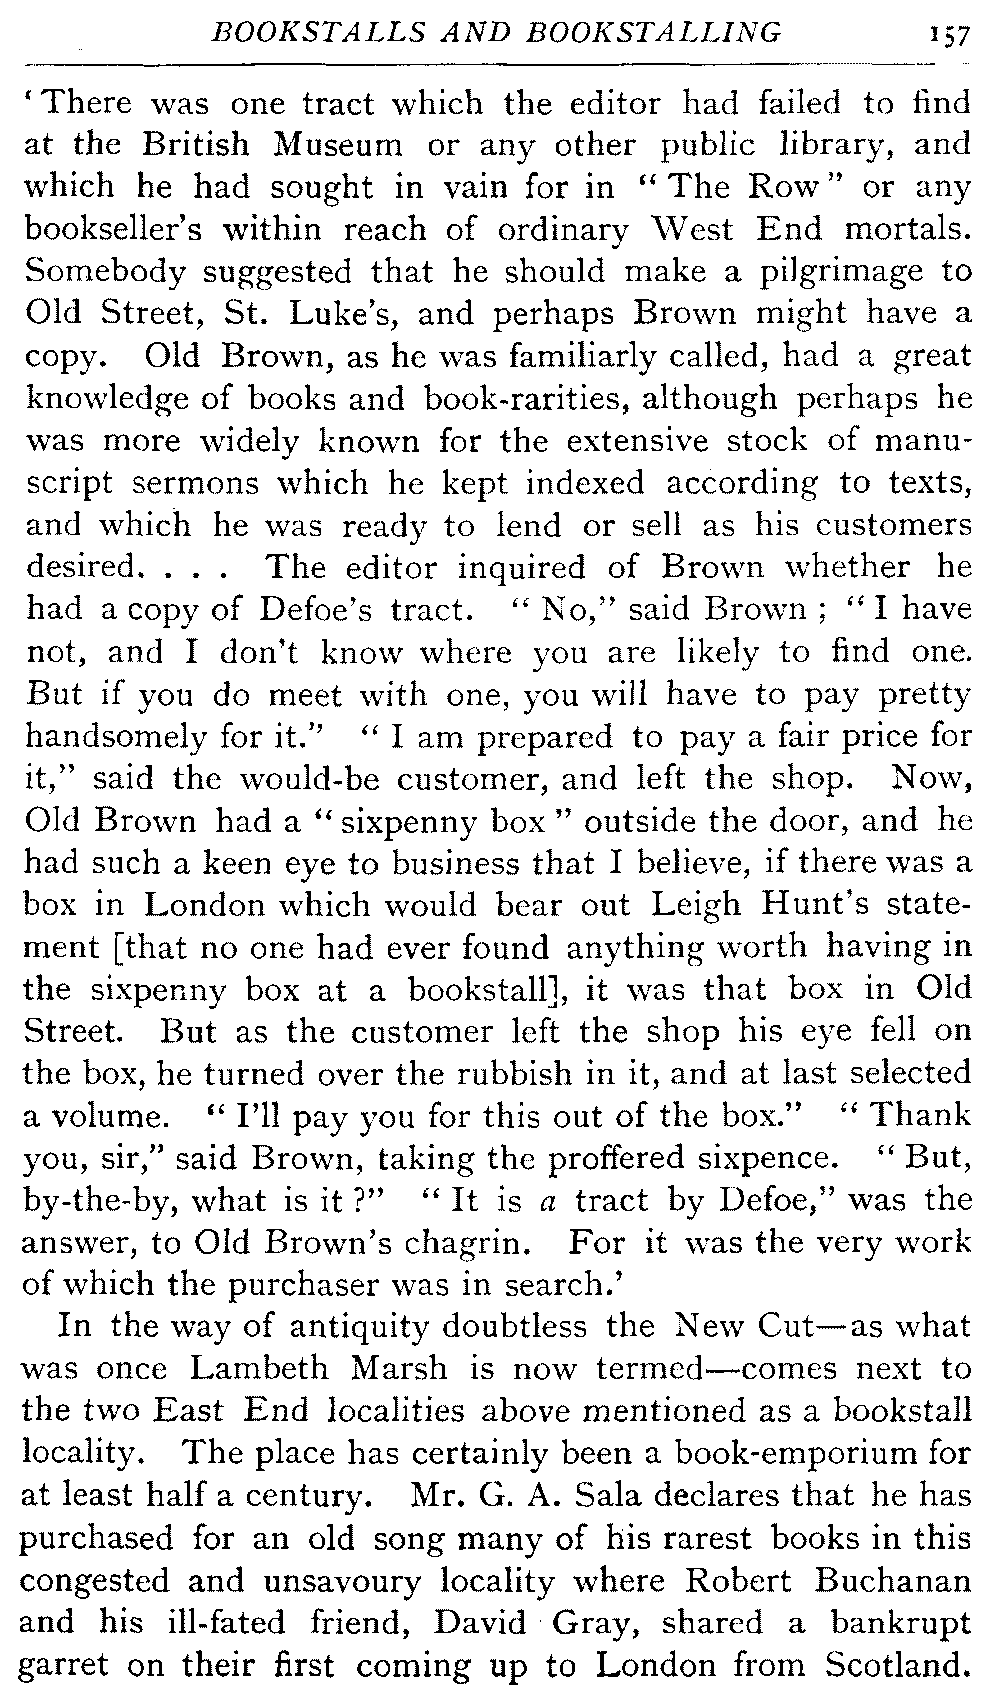 BOOKSTALLS AND BOOKSTALLING 157
‘There was one tract which the editor had failed to find
at the British Museum or any other public library, and
which he had sought in vain for in “The Row” or any
bookseller’s within reach of ordinary West End mortals.
Somebody suggested that he should make a pilgrimage to
Old Street, St. Luke’s, and perhaps Brown might have a
copy. Old Brown, as he was familiarly called, had a great
knowledge of books and book-rarities, although perhaps he
was more widely known for the extensive stock of manu-
script sermons which he kept indexed according to texts,
and which he was ready to lend or sell as his customers
desired. . . . The editor inquired of Brown whether he
had a copy of Defoe’s tract. “No,” said Brown; “I have
not, and I don’t know where you are likely to find one.
But if you do meet with one, you will have to pay pretty
handsomely for it.” “I am prepared to pay a fair price for
it,” said the would-be customer, and left the shop. Now,
Old Brown had a “sixpenny box” outside the door, and he
had such a keen eye to business that I believe, if there was a
box in London which would bear out Leigh Hunt’s state-
ment [that no one had ever found anything worth having in
the sixpenny box at a bookstall], it was that box in Old
Street. But as the customer left the shop his eye fell on
the box, he turned over the rubbish in it, and at last selected
a volume. “I’ll pay you for this out of the box.” “Thank
you, sir,” said Brown, taking the proffered sixpence. “But,
by-the-by, what is it?” “It is a tract by Defoe,” was the
answer, to Old Brown’s chagrin. For it was the very work
of which the purchaser was in search.’
In the way of antiquity doubtless the New Cut—as what
was once Lambeth Marsh is now termed—comes next to
the two East End localities above mentioned as a bookstall
locality. The place has certainly been a book-emporium for
at least half a century. Mr. G. A. Sala declares that he has
purchased for an old song many of his rarest books in this
congested and unsavoury locality where Robert Buchanan
and his ill-fated friend, David Gray, shared a bankrupt
garret on their first coming up to London from Scotland.